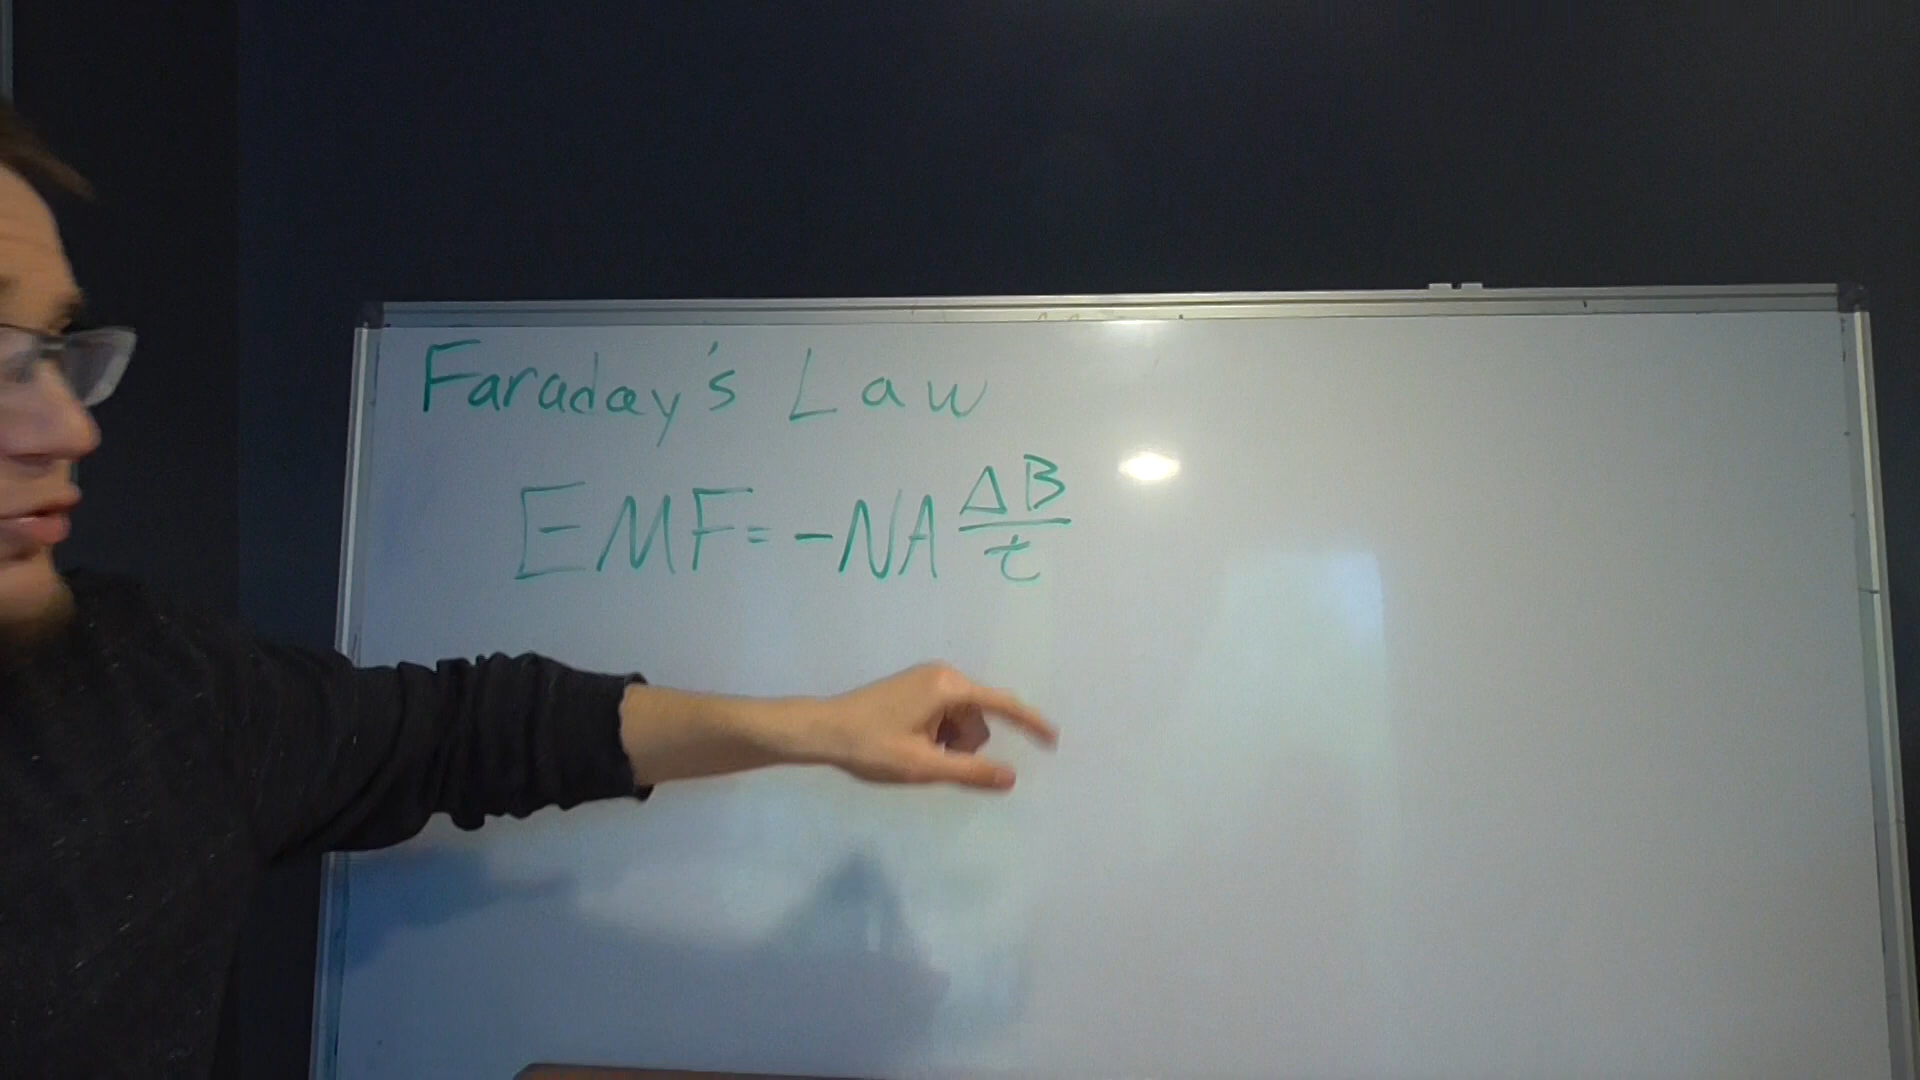 Faraday's Law
EMF = -NA ΔB/t